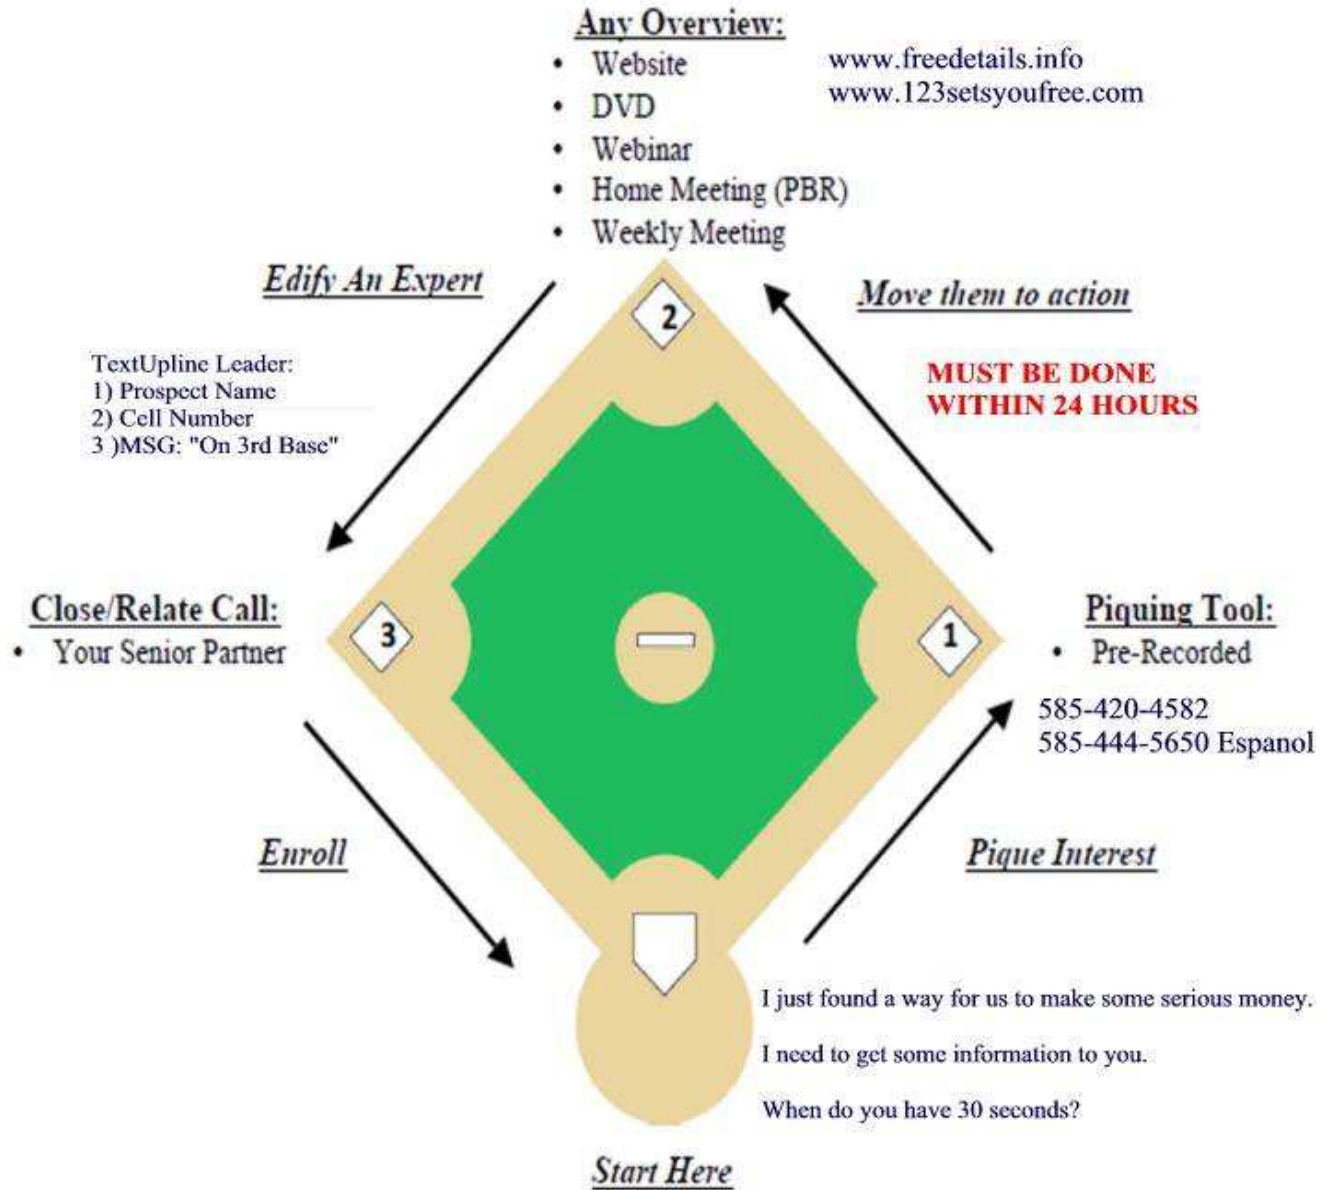 Any Overview:
• Website
• DVD
• Webinar
• Home Meeting (PBR)
• Weekly Meeting
www.freedetails.info
www.123setsyoufree.com
Edify An Expert
Move them to action
2
TextUpline Leader:
1) Prospect Name
2) Cell Number
3 )MSG: "On 3rd Base"
MUST BE DONE
WITHIN 24 HOURS
Close/Relate Call:
• Your Senior Partner
3
1
Piquing Tool:
• Pre-Recorded
585-420-4582
585-444-5650 Espanol
Enroll
Pique Interest
I just found a way for us to make some serious money.
I need to get some information to you.
When do you have 30 seconds?
Start Here